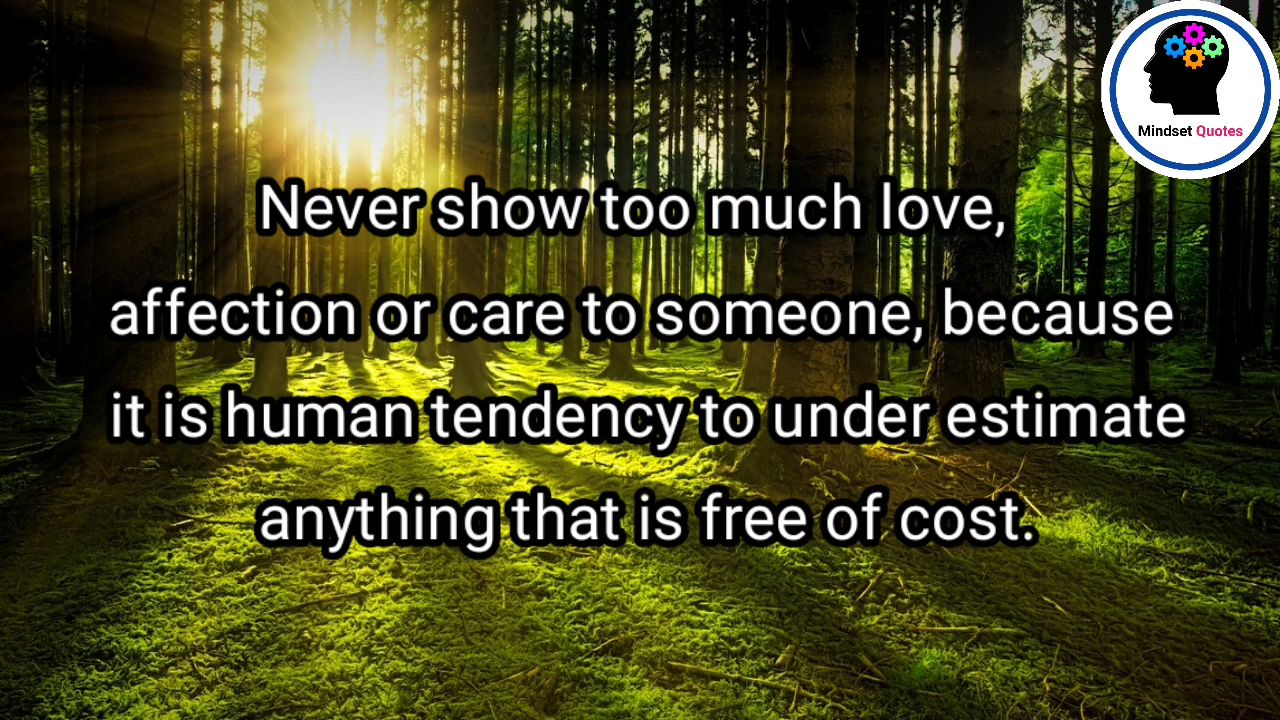 Mindset Quotes
Never show too much love,
affection or care to someone, because
it is human tendency to under estimate
anything that is free of cost.